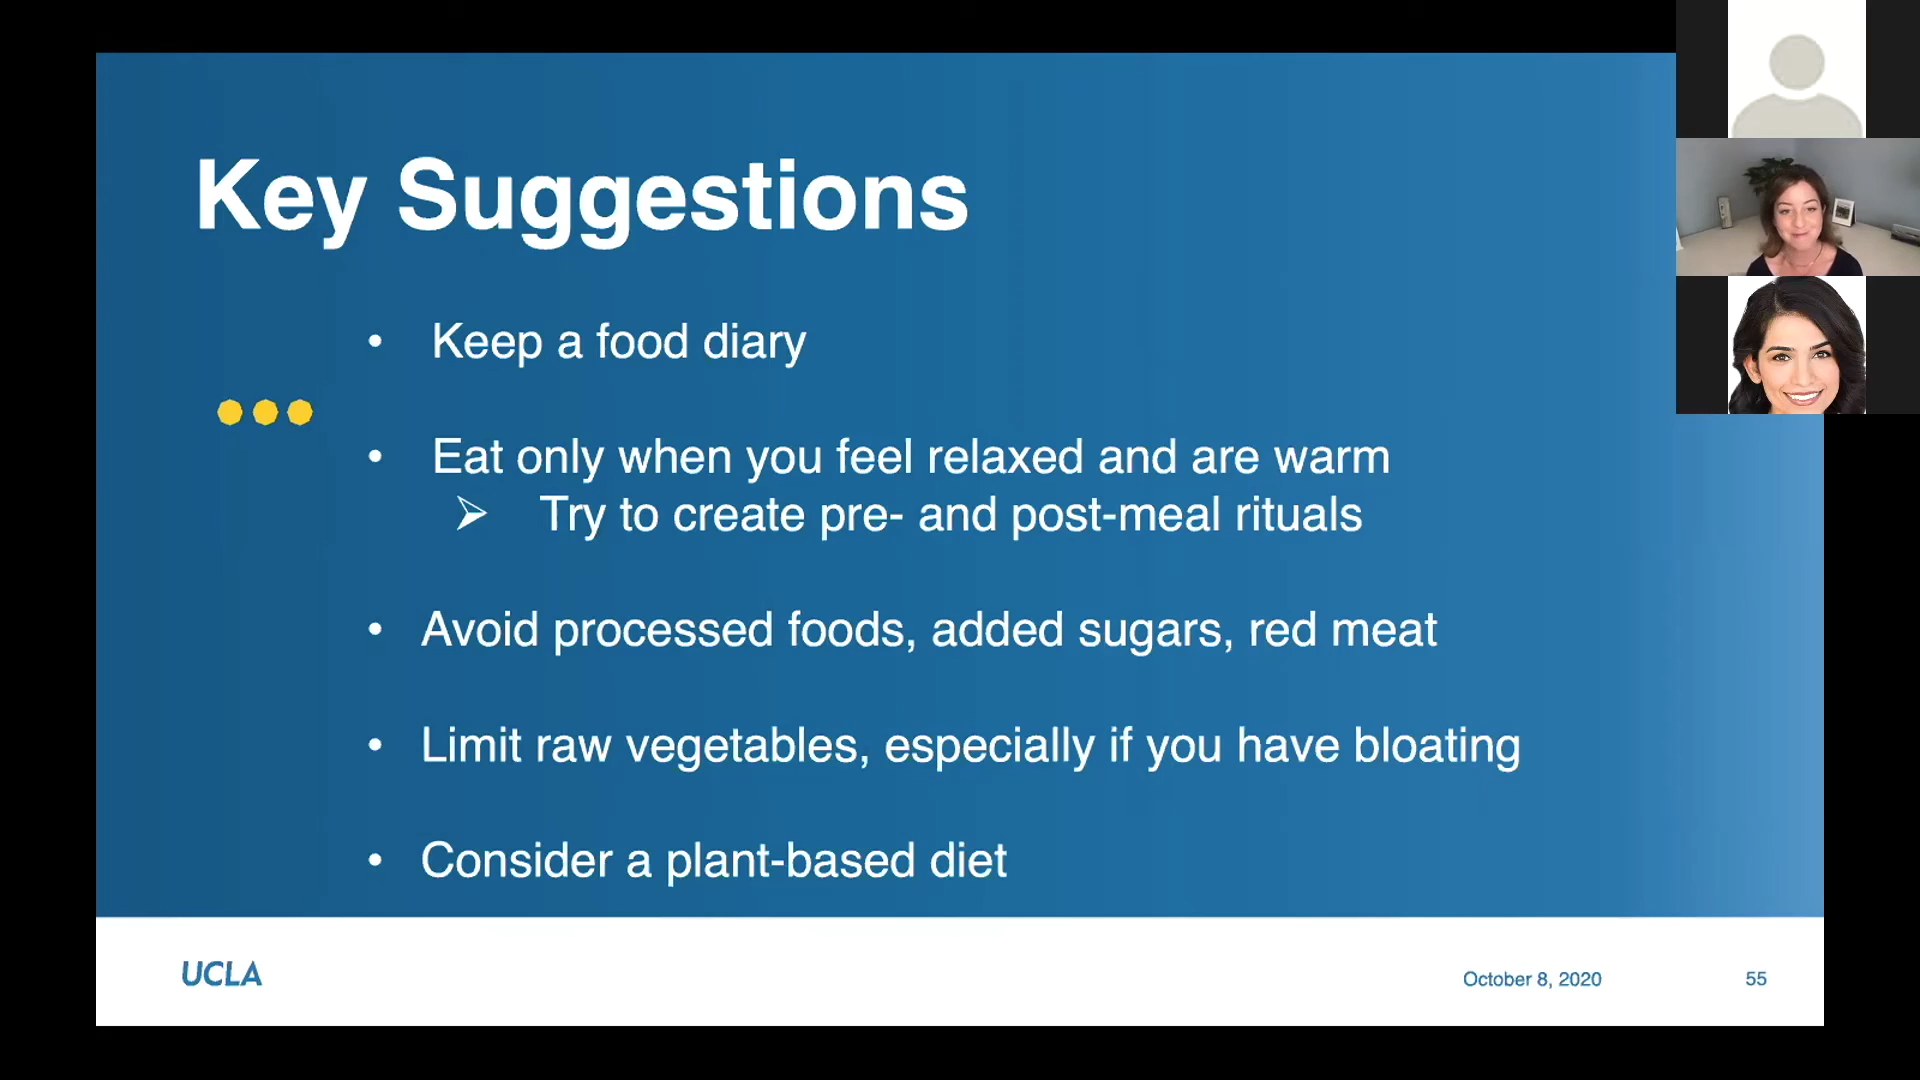 Key Suggestions
• Keep a food diary
• Eat only when you feel relaxed and are warm
➢ Try to create pre- and post-meal rituals
• Avoid processed foods, added sugars, red meat
• Limit raw vegetables, especially if you have bloating
• Consider a plant-based diet
UCLA
October 8, 2020
55